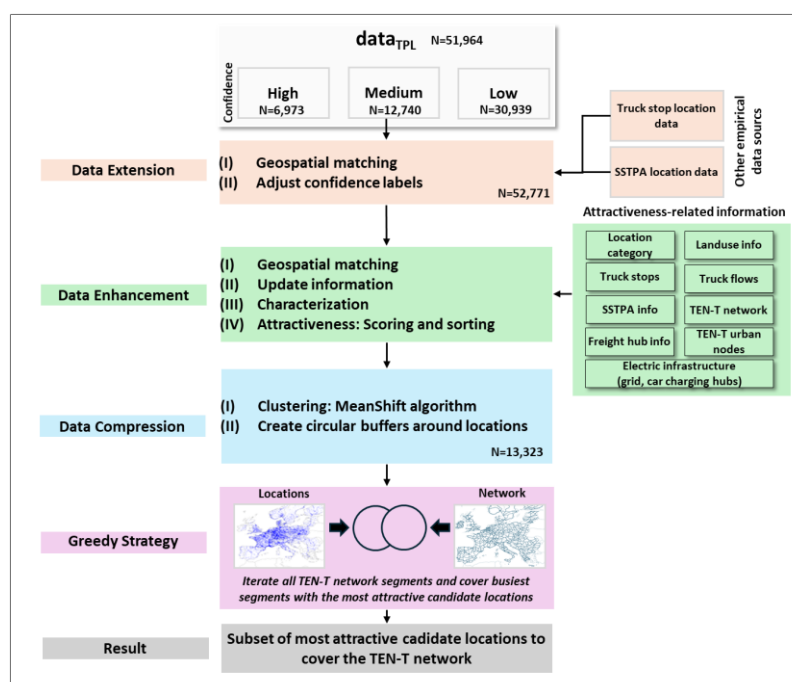 data_TPL N=51,964
Confidence
High
N=6,973
Medium
N=12,740
Low
N=30,939
Truck stop location
data
SSTPA location data
Other empirical
data sourcs
Data Extension
(I) Geospatial matching
(II) Adjust confidence labels
N=52,771
Attractiveness-related information
Location
category
Landuse info
Truck stops
Truck flows
SSTPA info
TEN-T network
Freight hub info
TEN-T urban
nodes
Electric infrastructure
(grid, car charging hubs)
Data Enhancement
(I) Geospatial matching
(II) Update information
(III) Characterization
(IV) Attractiveness: Scoring and sorting
Data Compression
(I) Clustering: MeanShift algorithm
(II) Create circular buffers around locations
N=13,323
Greedy Strategy
Locations
Network
Iterate all TEN-T network segments and cover busiest
segments with the most attractive candidate locations
Result
Subset of most attractive cadidate locations to
cover the TEN-T network